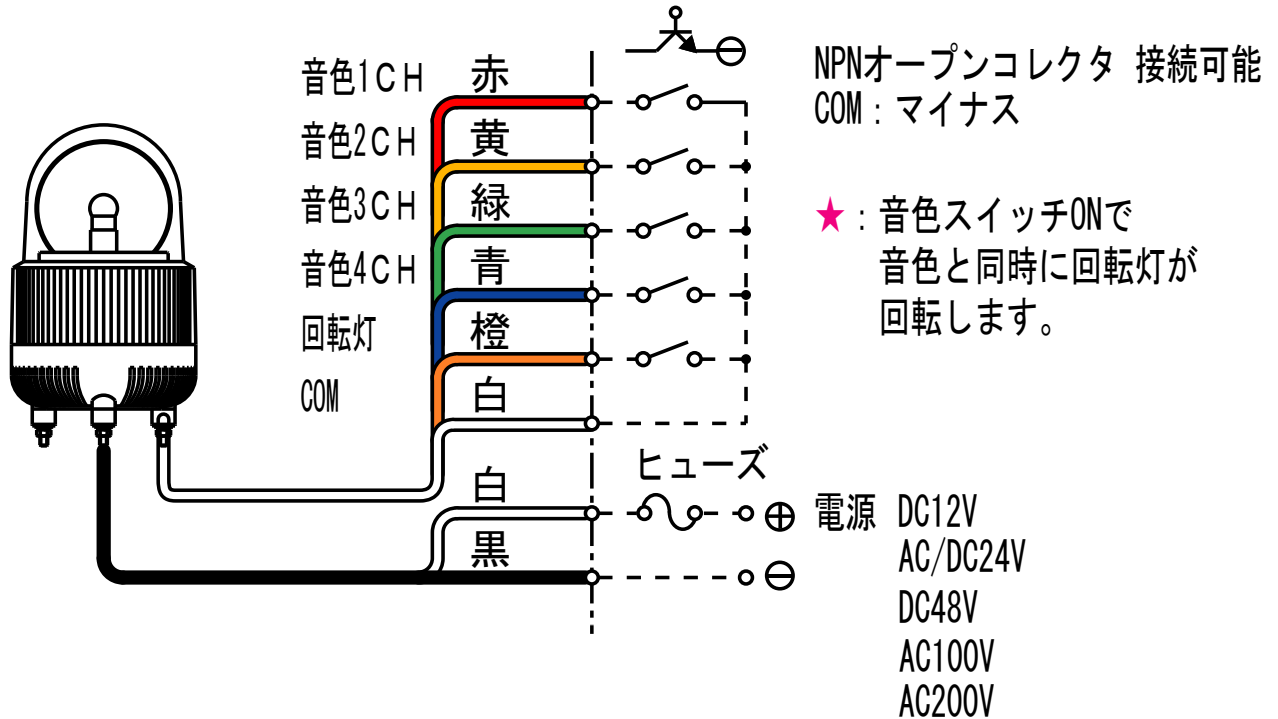 NPNオープンコレクタ 接続可能
COM:マイナス
音色1CH 赤
音色2CH 黄
音色3CH 緑
音色4CH 青
回転灯 橙
COM 白
★:音色スイッチONで
音色と同時に回転灯が
回転します。
ヒューズ
白
黒
⊕ 電源 DC12V
⊖ AC/DC24V
DC48V
AC100V
AC200V